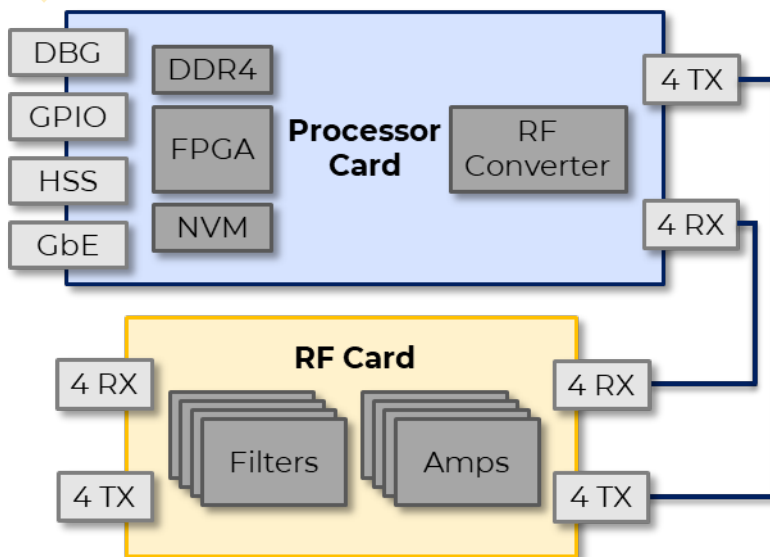 DBG
GPIO
HSS
GbE
DDR4
FPGA
NVM
Processor
Card
RF
Converter
4 TX
4 RX
RF Card
4 RX
4 TX
Filters
Amps
4 RX
4 TX